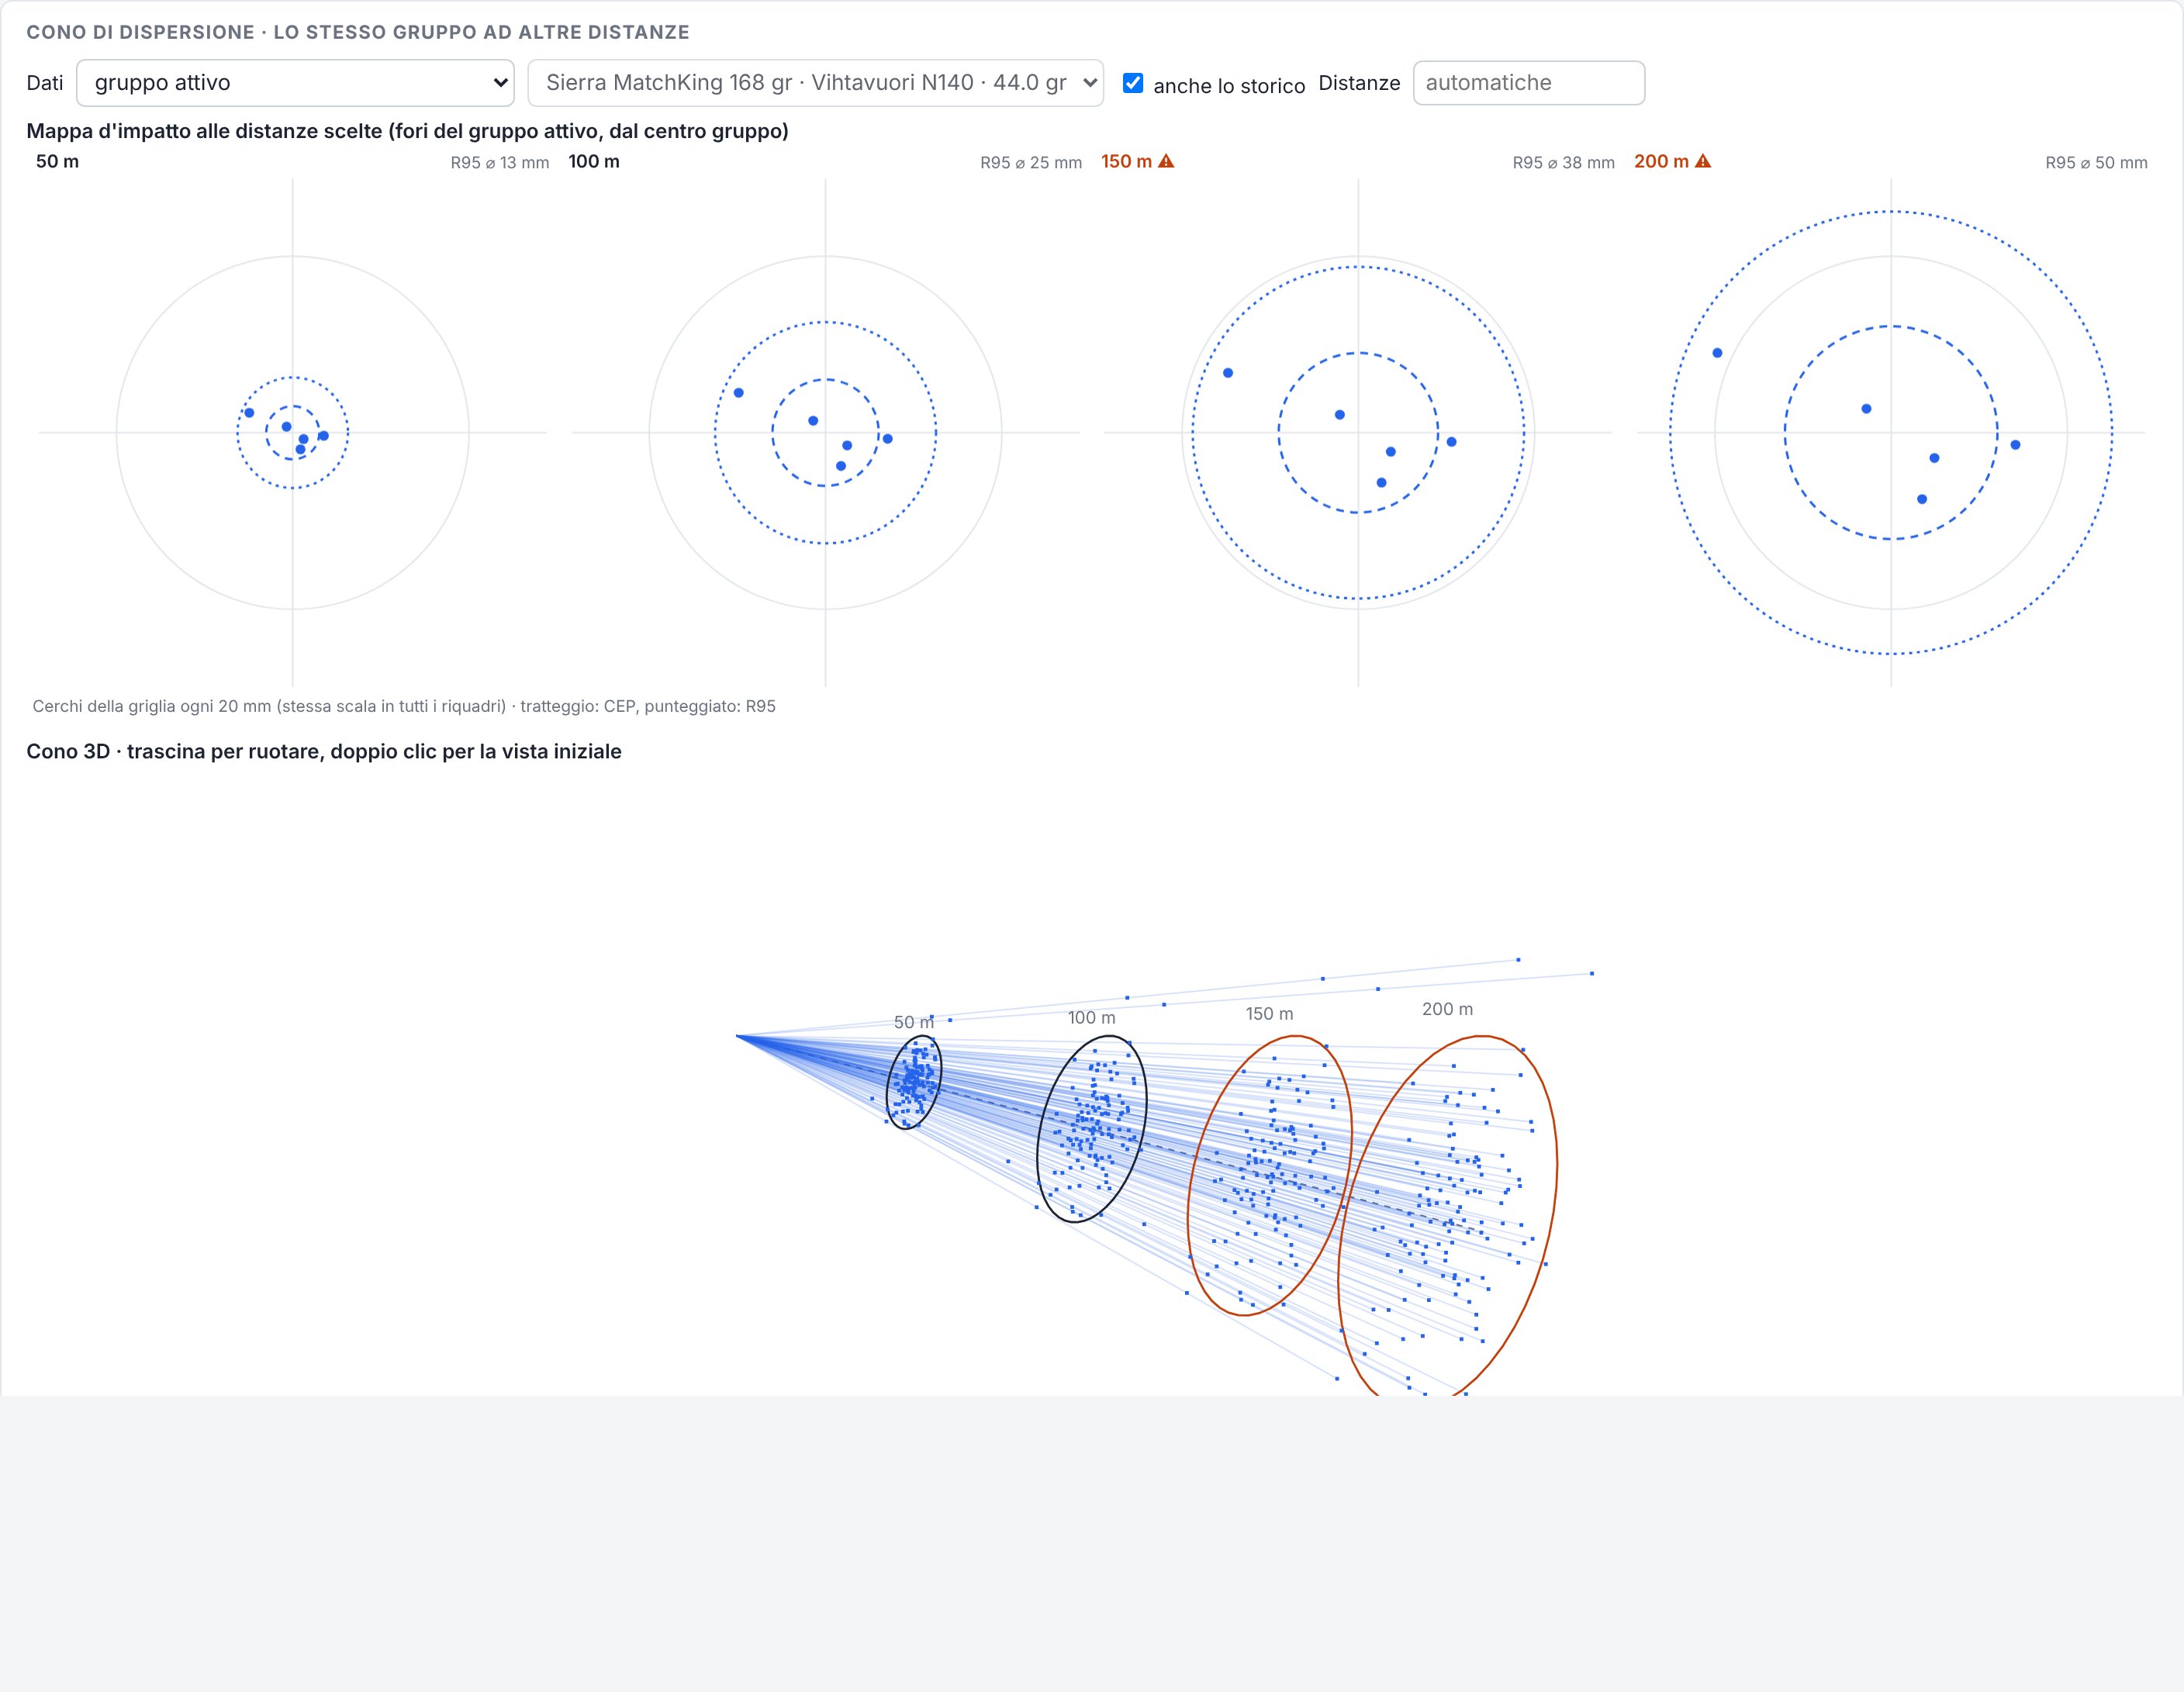 CONO DI DISPERSIONE · LO STESSO GRUPPO AD ALTRE DISTANZE
Dati gruppo attivo Sierra MatchKing 168 gr · Vihtavuori N140 · 44.0 gr anche lo storico Distanze automatiche
Mappa d'impatto alle distanze scelte (fori del gruppo attivo, dal centro gruppo)
50 m R95 ⌀ 13 mm 100 m R95 ⌀ 25 mm 150 m ⚠ R95 ⌀ 38 mm 200 m ⚠ R95 ⌀ 50 mm
Cerchi della griglia ogni 20 mm (stessa scala in tutti i riquadri) · tratteggio: CEP, punteggiato: R95
Cono 3D · trascina per ruotare, doppio clic per la vista iniziale
50 m 100 m 150 m 200 m